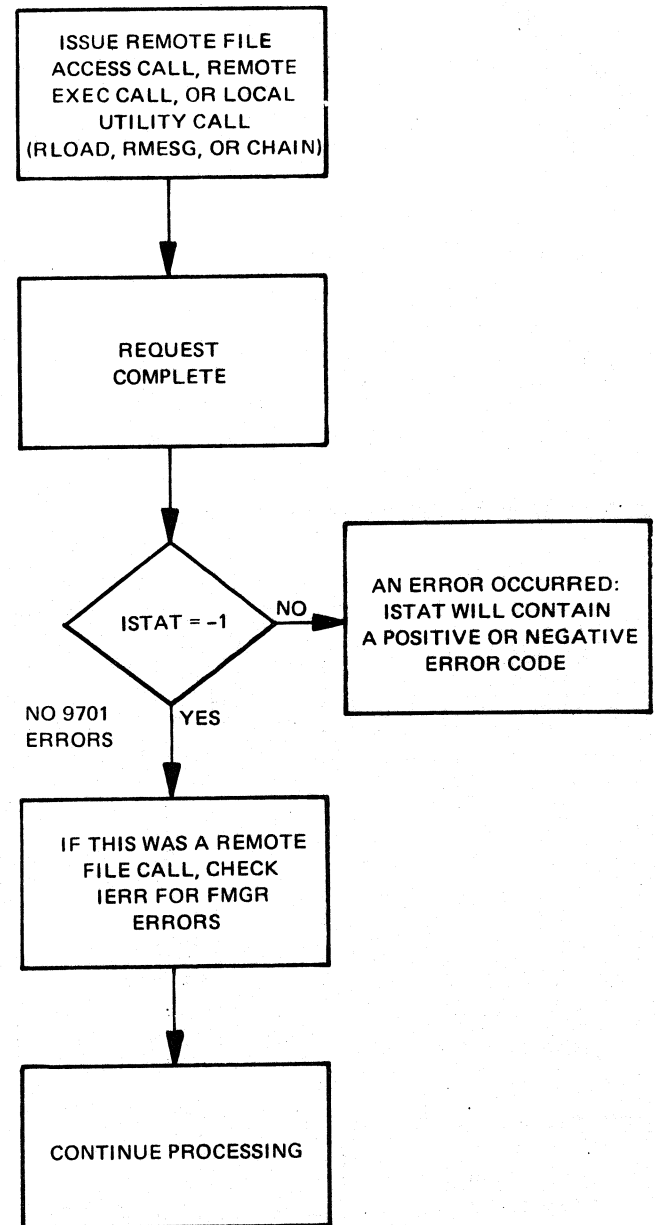 ISSUE REMOTE FILE
ACCESS CALL, REMOTE
EXEC CALL, OR LOCAL
UTILITY CALL
(RLOAD, RMESG, OR CHAIN)
REQUEST
COMPLETE
ISTAT = -1
NO
AN ERROR OCCURRED:
ISTAT WILL CONTAIN
A POSITIVE OR NEGATIVE
ERROR CODE
NO 9701
ERRORS
YES
IF THIS WAS A REMOTE
FILE CALL, CHECK
IERR FOR FMGR
ERRORS
CONTINUE PROCESSING